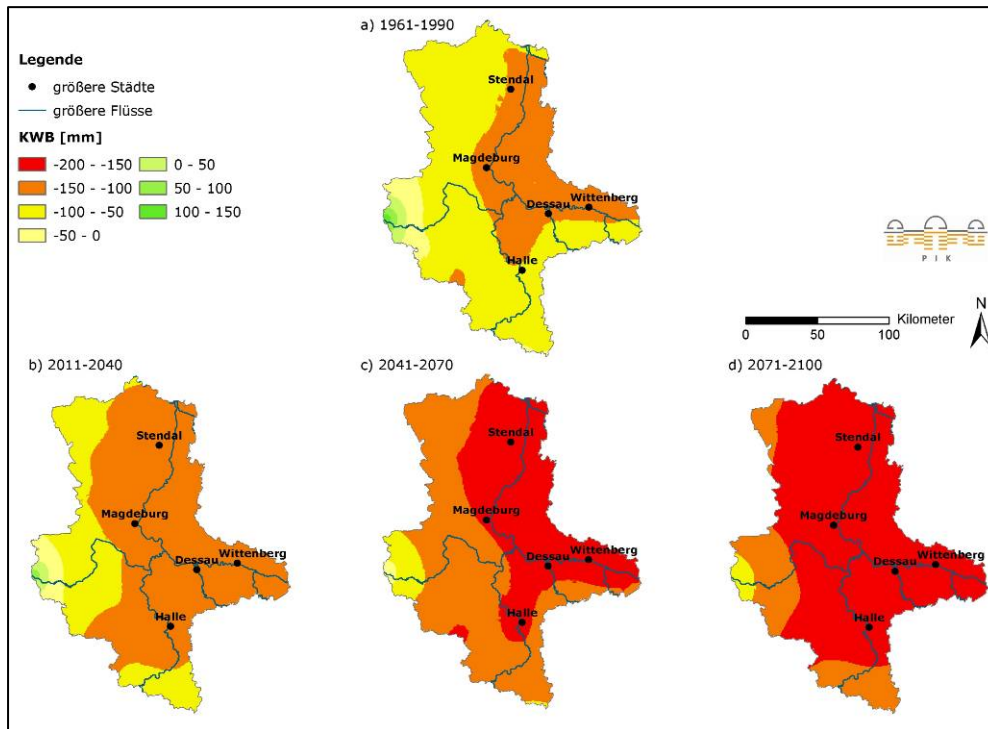 a) 1961-1990
Legende
größere Städte
größere Flüsse
KWB [mm]
-200 - -150
-150 - -100
-100 - -50
-50 - 0
0 - 50
50 - 100
100 - 150
Stendal
Magdeburg
Dessau
Wittenberg
Halle
P I K
N
Kilometer
0 50 100
b) 2011-2040
Stendal
Magdeburg
Dessau
Wittenberg
Halle
c) 2041-2070
Stendal
Magdeburg
Dessau
Wittenberg
Halle
d) 2071-2100
Stendal
Magdeburg
Dessau
Wittenberg
Halle